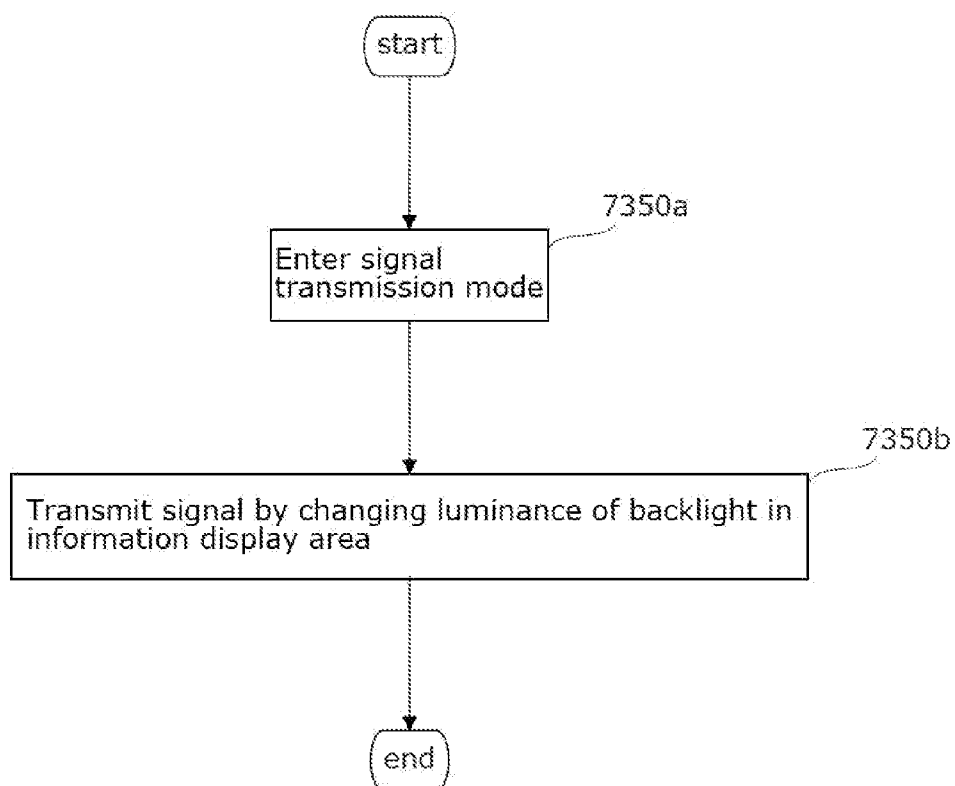 start
7350a
Enter signal
transmission mode
7350b
Transmit signal by changing luminance of backlight in
information display area
end